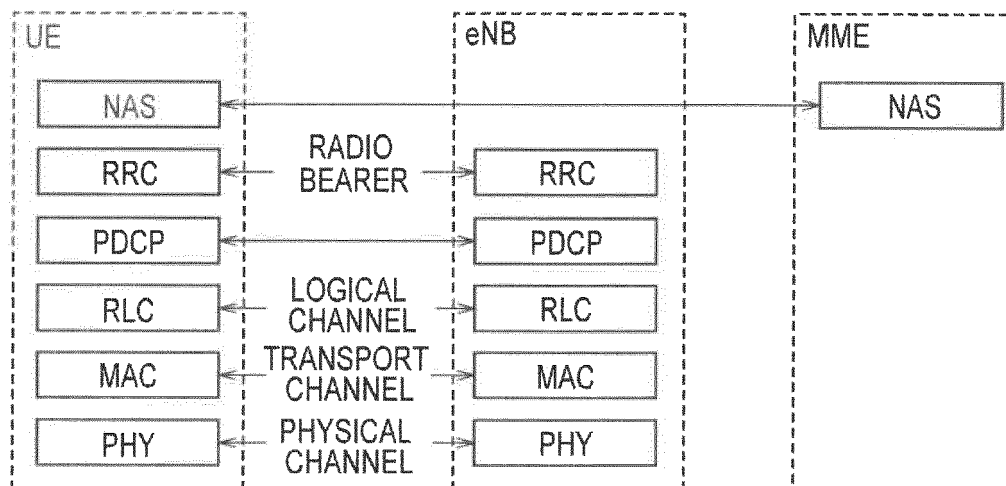 UE
eNB
MME
NAS
NAS
RRC
RADIO
BEARER
RRC
PDCP
PDCP
RLC
LOGICAL
CHANNEL
RLC
MAC
TRANSPORT
CHANNEL
MAC
PHY
PHYSICAL
CHANNEL
PHY